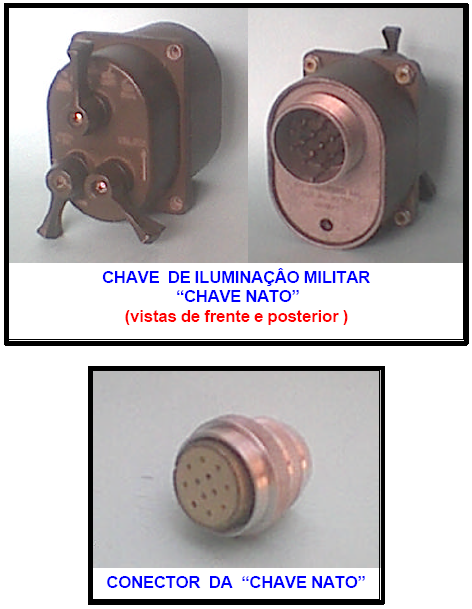 CHAVE DE ILUMINAÇÂO MILITAR
“CHAVE NATO”
(vistas de frente e posterior )
CONECTOR DA “CHAVE NATO”